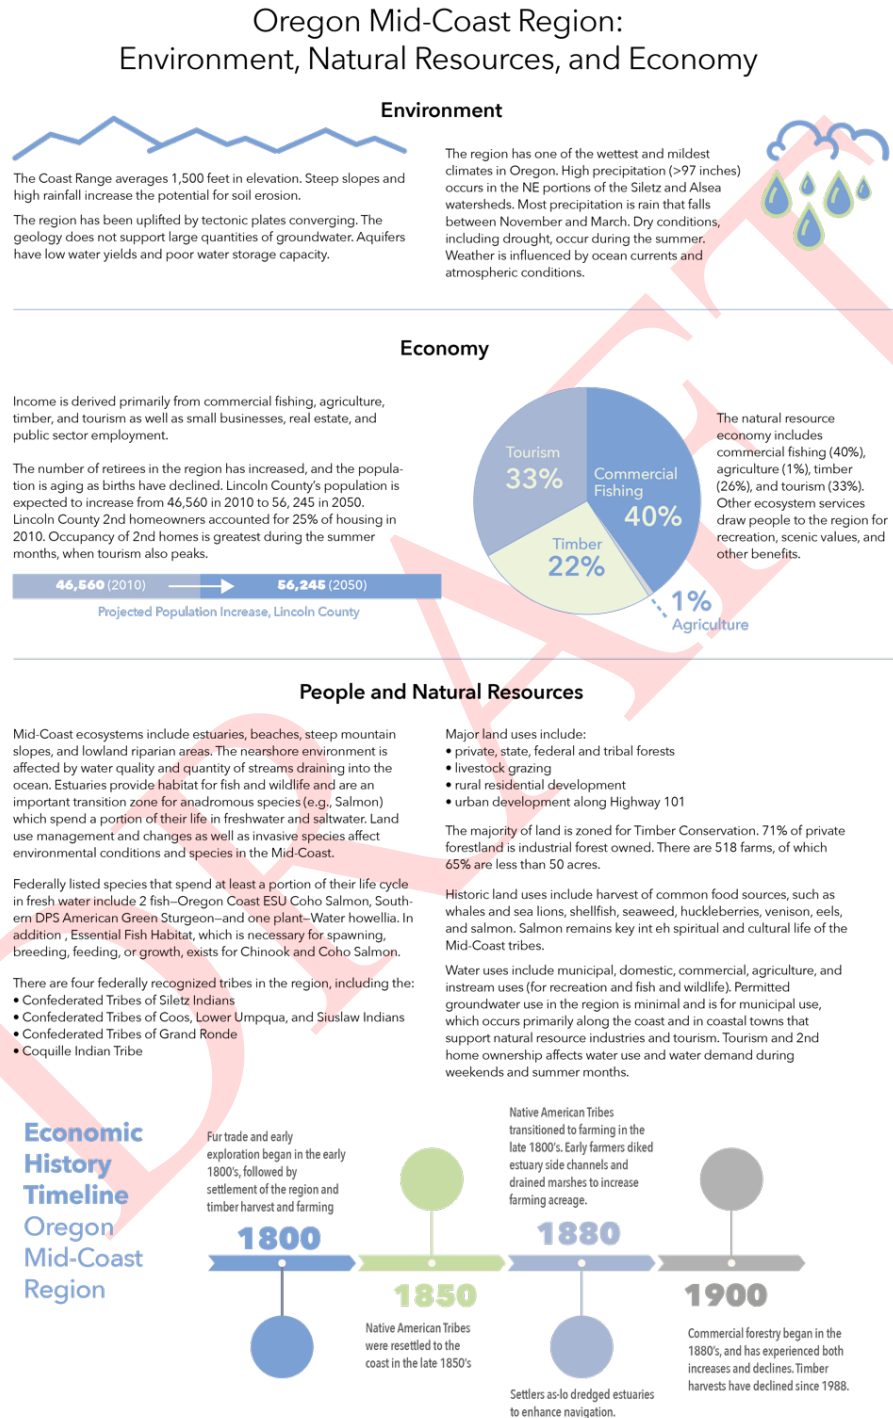 Oregon Mid-Coast Region:
Environment, Natural Resources, and Economy
Environment
The Coast Range averages 1,500 feet in elevation. Steep slopes and
high rainfall increase the potential for soil erosion.
The region has been uplifted by tectonic plates converging. The
geology does not support large quantities of groundwater. Aquifers
have low water yields and poor water storage capacity.
The region has one of the wettest and mildest
climates in Oregon. High precipitation (>97 inches)
occurs in the NE portions of the Siletz and Alsea
watersheds. Most precipitation is rain that falls
between November and March. Dry conditions,
including drought, occur during the summer.
Weather is influenced by ocean currents and
atmospheric conditions.
Economy
Income is derived primarily from commercial fishing, agriculture,
timber, and tourism as well as small businesses, real estate, and
public sector employment.
The number of retirees in the region has increased, and the popula-
tion is aging as births have declined. Lincoln County's population is
expected to increase from 46,560 in 2010 to 56, 245 in 2050.
Lincoln County 2nd homeowners accounted for 25% of housing in
2010. Occupancy of 2nd homes is greatest during the summer
months, when tourism also peaks.
46,560 (2010)
56,245 (2050)
Projected Population Increase, Lincoln County
Tourism
33%
Commercial
Fishing
40%
Timber
22%
1%
Agriculture
The natural resource
economy includes
commercial fishing (40%),
agriculture (1%), timber
(26%), and tourism (33%).
Other ecosystem services
draw people to the region for
recreation, scenic values, and
other benefits.
People and Natural Resources
Mid-Coast ecosystems include estuaries, beaches, steep mountain
slopes, and lowland riparian areas. The nearshore environment is
affected by water quality and quantity of streams draining into the
ocean. Estuaries provide habitat for fish and wildlife and are an
important transition zone for anadromous species (e.g., Salmon)
which spend a portion of their life in freshwater and saltwater. Land
use management and changes as well as invasive species affect
environmental conditions and species in the Mid-Coast.
Federally listed species that spend at least a portion of their life cycle
in fresh water include 2 fish—Oregon Coast ESU Coho Salmon, South-
ern DPS American Green Sturgeon—and one plant—Water howellia. In
addition , Essential Fish Habitat, which is necessary for spawning,
breeding, feeding, or growth, exists for Chinook and Coho Salmon.
There are four federally recognized tribes in the region, including the:
• Confederated Tribes of Siletz Indians
• Confederated Tribes of Coos, Lower Umpqua, and Siuslaw Indians
• Confederated Tribes of Grand Ronde
• Coquille Indian Tribe
Major land uses include:
• private, state, federal and tribal forests
• livestock grazing
• rural residential development
• urban development along Highway 101
The majority of land is zoned for Timber Conservation. 71% of private
forestland is industrial forest owned. There are 518 farms, of which
65% are less than 50 acres.
Historic land uses include harvest of common food sources, such as
whales and sea lions, shellfish, seaweed, huckleberries, venison, eels,
and salmon. Salmon remains key int eh spiritual and cultural life of the
Mid-Coast tribes.
Water uses include municipal, domestic, commercial, agriculture, and
instream uses (for recreation and fish and wildlife). Permitted
groundwater use in the region is minimal and is for municipal use,
which occurs primarily along the coast and in coastal towns that
support natural resource industries and tourism. Tourism and 2nd
home ownership affects water use and water demand during
weekends and summer months.
Economic
History
Timeline
Oregon
Mid-Coast
Region
Fur trade and early
exploration began in the early
1800's, followed by
settlement of the region and
timber harvest and farming
1800
1850
Native American Tribes
were resettled to the
coast in the late 1850's
Native American Tribes
transitioned to farming in the
late 1800's. Early farmers diked
estuary side channels and
drained marshes to increase
farming acreage.
1880
Settlers as-lo dredged estuaries
to enhance navigation.
1900
Commercial forestry began in the
1880's, and has experienced both
increases and declines. Timber
harvests have declined since 1988.
DRAFT